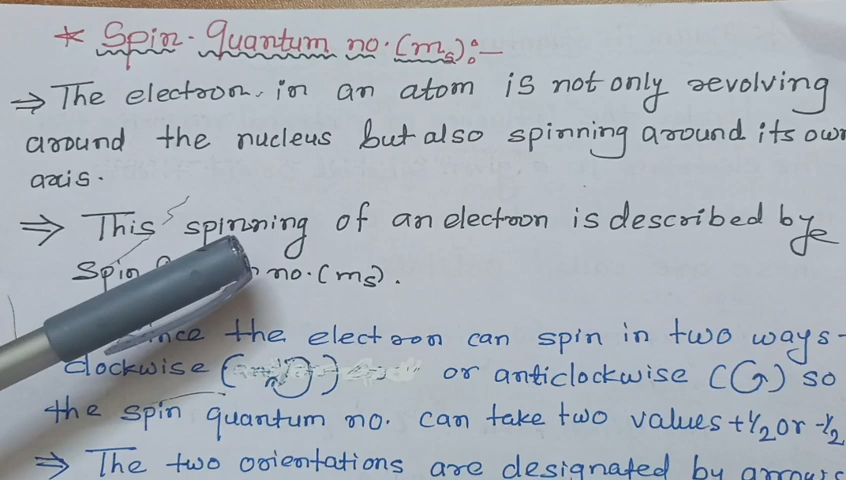 * Spin Quantum no. (ms):-
⇒ The electron in an atom is not only revolving
around the nucleus but also spinning around its own
axis.
⇒ This spinning of an electron is described by
Spin no. (ms).
the electron can spin in two ways-
clockwise ( ) or anticlockwise ( ) so
the spin quantum no. can take two values +1/2 or -1/2
⇒ The two orientations are designated by arrows